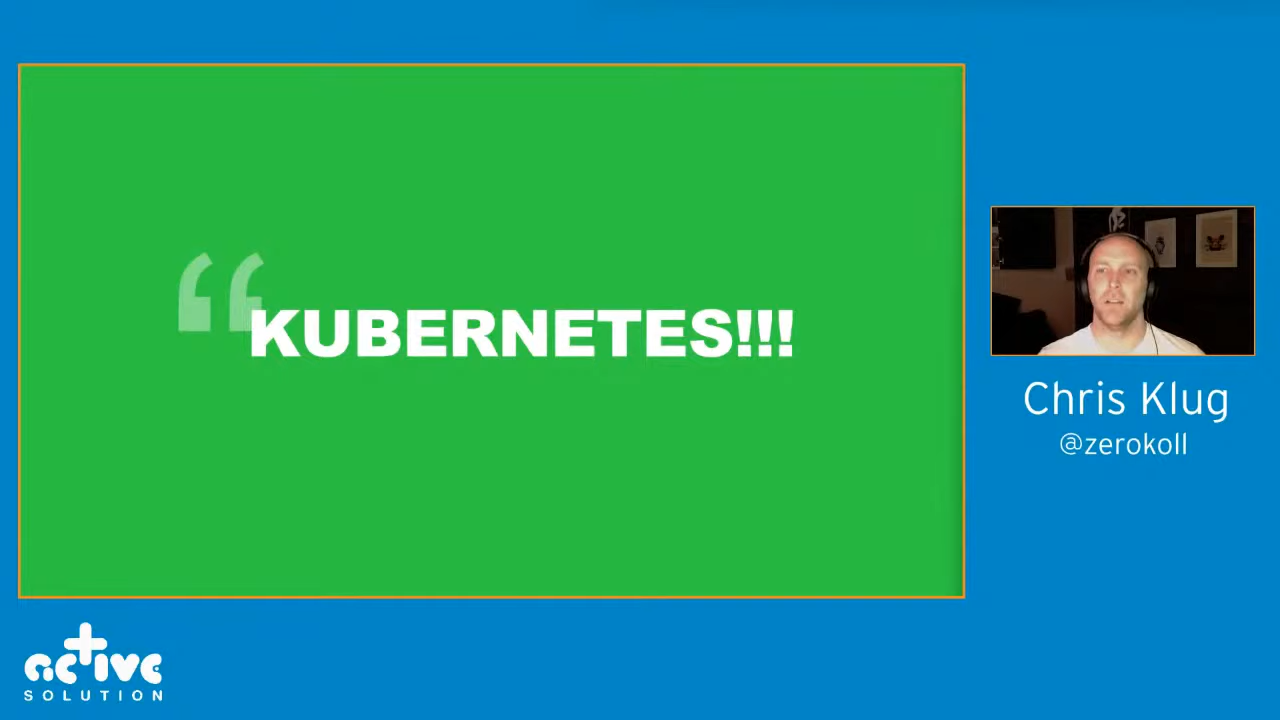 “KUBERNETES!!!
Chris Klug
@zerokoll
active
SOLUTION